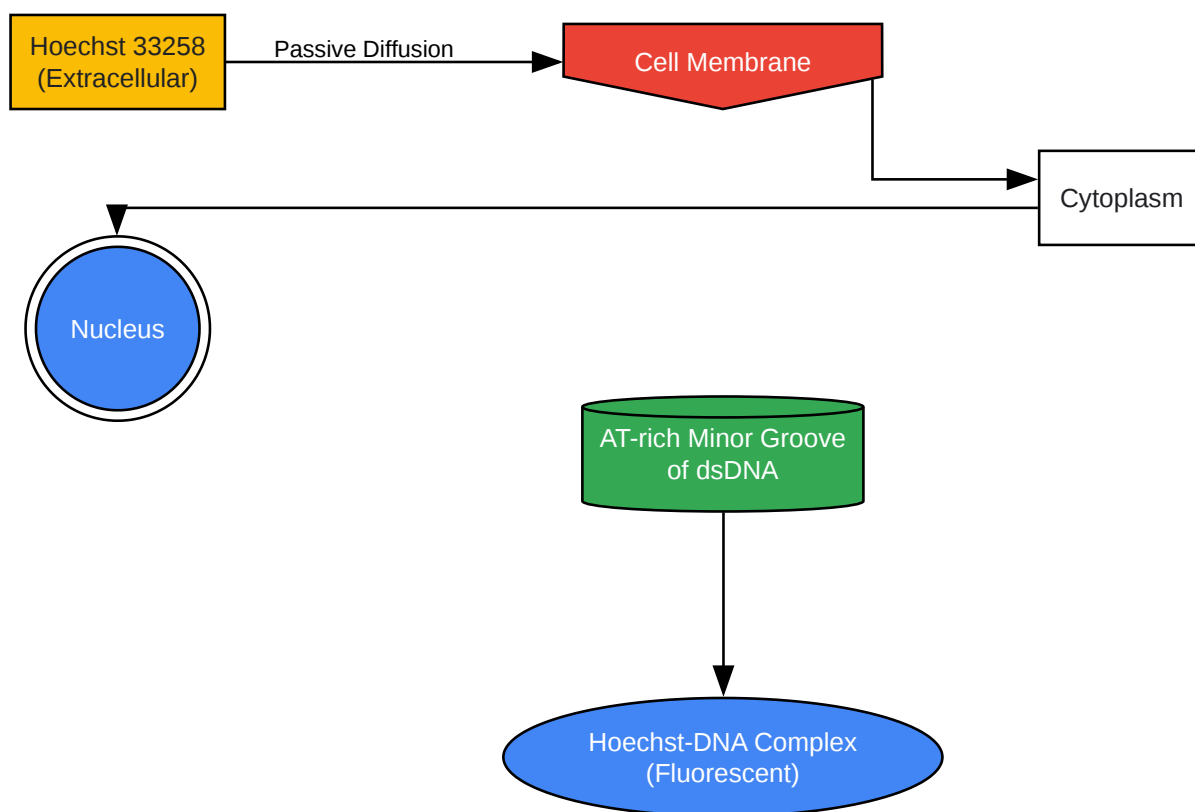 Hoechst 33258
(Extracellular)
Passive Diffusion
Cell Membrane
Cytoplasm
Nucleus
AT-rich Minor Groove
of dsDNA
Hoechst-DNA Complex
(Fluorescent)